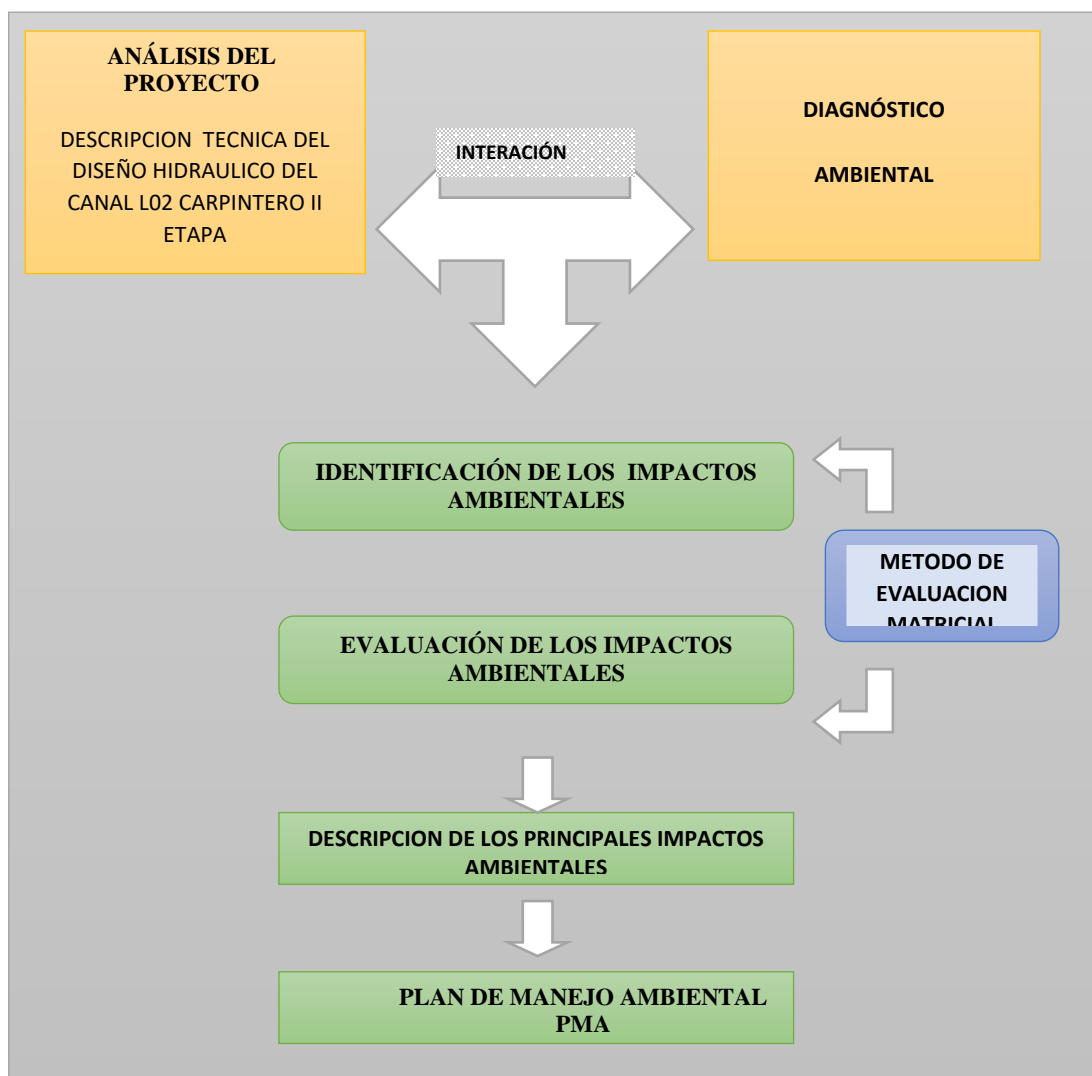 ANÁLISIS DEL
PROYECTO
DESCRIPCION TECNICA DEL
DISEÑO HIDRAULICO DEL
CANAL L02 CARPINTERO II
ETAPA
INTERACIÓN
DIAGNÓSTICO
AMBIENTAL
IDENTIFICACIÓN DE LOS IMPACTOS
AMBIENTALES
METODO DE
EVALUACION
MATRICIAL
EVALUACIÓN DE LOS IMPACTOS
AMBIENTALES
DESCRIPCION DE LOS PRINCIPALES IMPACTOS
AMBIENTALES
PLAN DE MANEJO AMBIENTAL
PMA